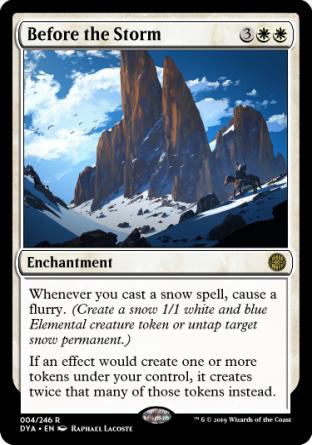 Before the Storm 3
Enchantment
Whenever you cast a snow spell, cause a
flurry. (Create a snow 1/1 white and blue
Elemental creature token or untap target
snow permanent.)
If an effect would create one or more
tokens under your control, it creates
twice that many of those tokens instead.
004/246 R
DYA • EN Raphael Lacoste
™ & © 2019 Wizards of the Coast